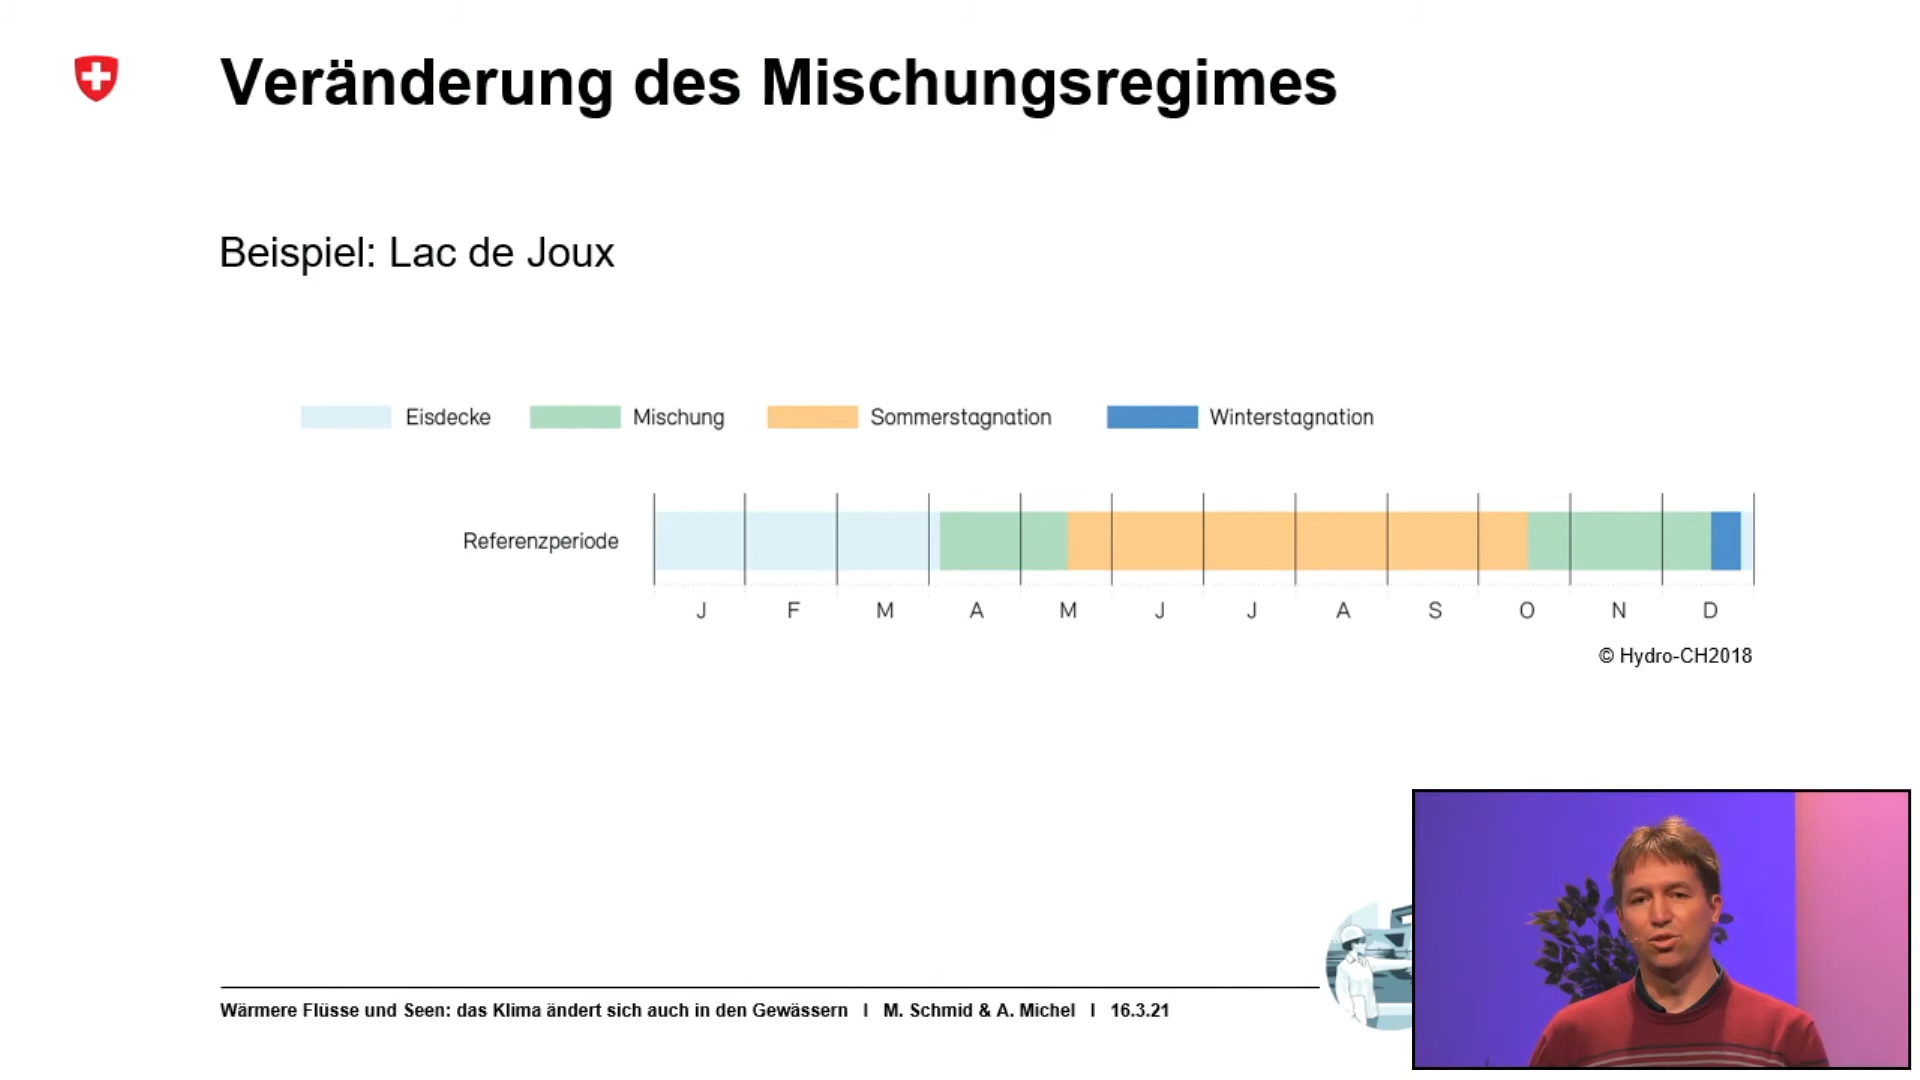 Veränderung des Mischungsregimes
Beispiel: Lac de Joux
Eisdecke Mischung Sommerstagnation Winterstagnation
Referenzperiode
J F M A M J J A S O N D
© Hydro-CH2018
Wärmere Flüsse und Seen: das Klima ändert sich auch in den Gewässern I M. Schmid & A. Michel I 16.3.21